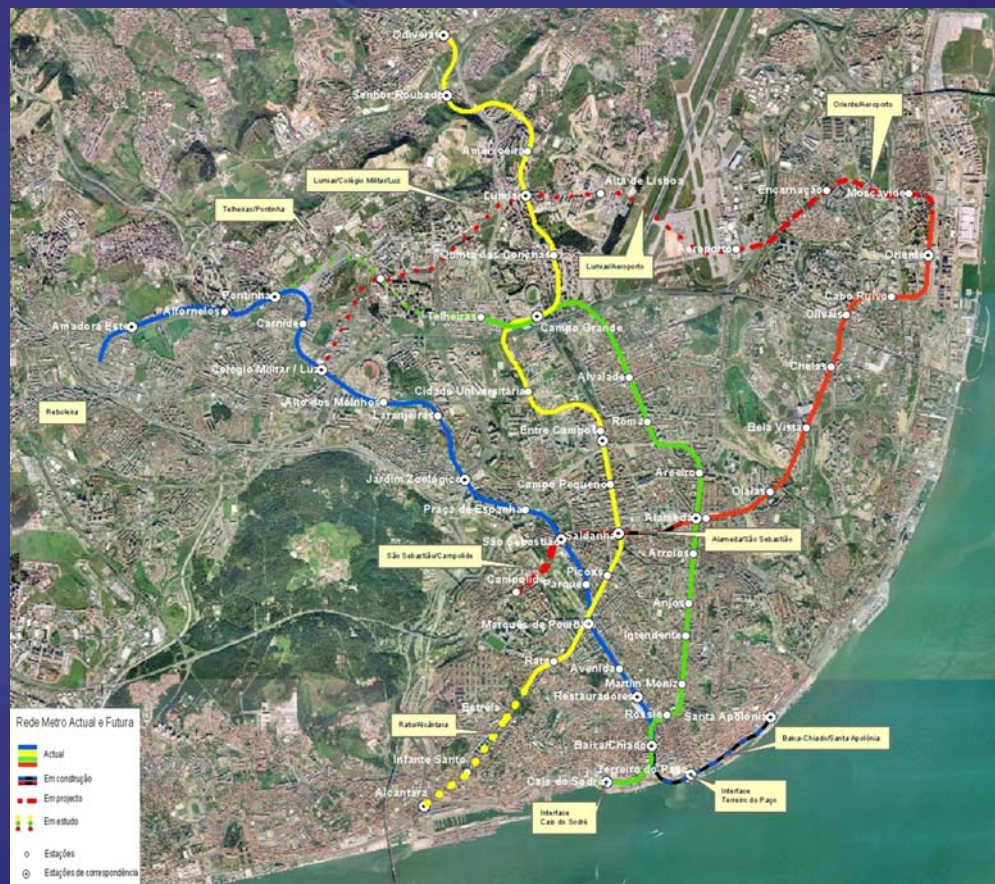 Odivelas
Senhor Roubado
Ameixoeira
Lumiar/Colégio Militar/Luz
Lumiar
Alta de Lisboa
Oriente/Aeroporto
Encarnação
Moscavide
Telheiras/Pontinha
Quinta das Conchas
Lumiar/Aeroporto
Aeroporto
Oriente
Cabo Ruivo
Pontinha
Alfornelos
Amadora Este
Carnide
Telheiras
Campo Grande
Olivais
Colégio Militar / Luz
Alvalade
Chelas
Cidade Universitária
Alto dos Moinhos
Laranjeiras
Reboleira
Roma
Entre Campos
Bela Vista
Areeiro
Jardim Zoológico
Campo Pequeno
Olaias
Praça de Espanha
Alameda
São Sebastião
Saldanha
Alameda/São Sebastião
São Sebastião/Campolide
Arroios
Campolide
Picoas
Parque
Anjos
Marquês de Pombal
Intendente
Rato
Avenida
Martim Moniz
Restauradores
Estrela
Rossio
Santa Apolónia
Rato/Alcântara
Baixa/Chiado
Baixa-Chiado/Santa Apolónia
Infante Santo
Terreiro do Paço
Cais do Sodré
Alcântara
Interface
Terreiro do Paço
Interface
Cais do Sodré
Rede Metro Actual e Futura
Actual
Em construção
Em projecto
Em estudo
Estações
Estações de correspondência